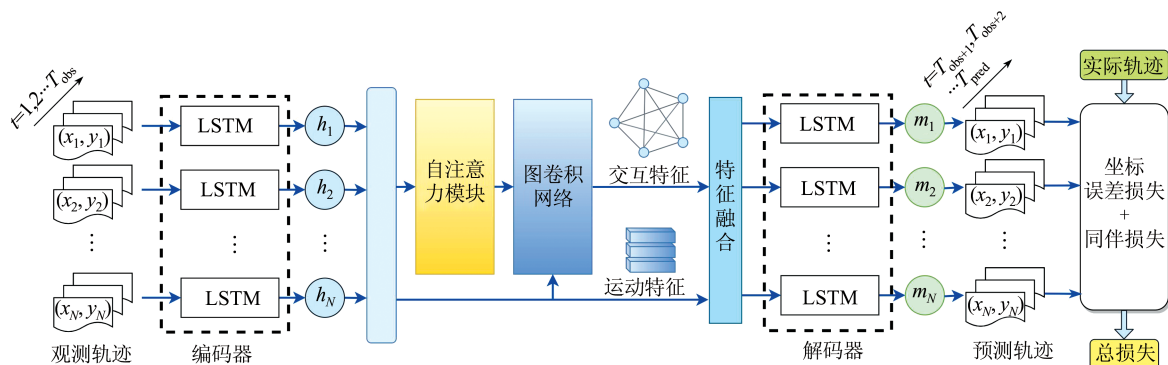 t=1,2···T_obs
(x_1, y_1)
(x_2, y_2)
···
(x_N, y_N)
观测轨迹
LSTM
LSTM
···
LSTM
编码器
h_1
h_2
···
h_N
自注意
力模块
图卷积
网络
交互特征
运动特征
特征融合
LSTM
LSTM
···
LSTM
解码器
m_1
m_2
···
m_N
t=T_obs+1,T_obs+2
···T_pred
(x_1, y_1)
(x_2, y_2)
···
(x_N, y_N)
预测轨迹
实际轨迹
坐标
误差损失
+
同伴损失
总损失